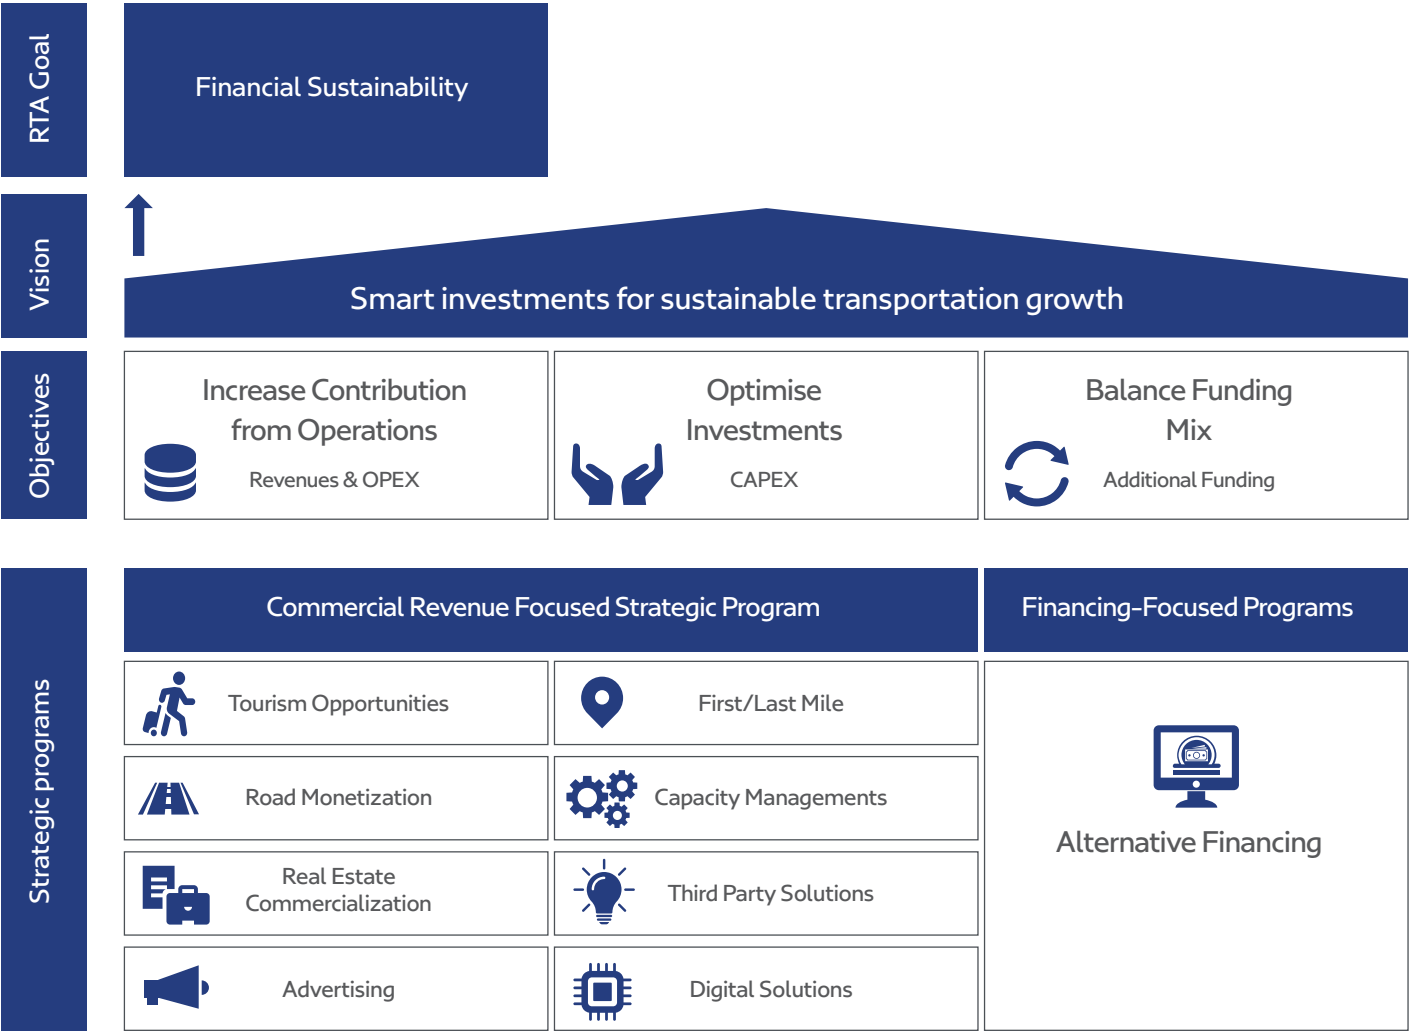 RTA Goal
Financial Sustainability
Vision
Smart investments for sustainable transportation growth
Objectives
Increase Contribution
from Operations
Revenues & OPEX
Optimise
Investments
CAPEX
Balance Funding
Mix
Additional Funding
Strategic programs
Commercial Revenue Focused Strategic Program
Financing-Focused Programs
Tourism Opportunities
First/Last Mile
Road Monetization
Capacity Managements
Real Estate
Commercialization
Third Party Solutions
Advertising
Digital Solutions
Alternative Financing